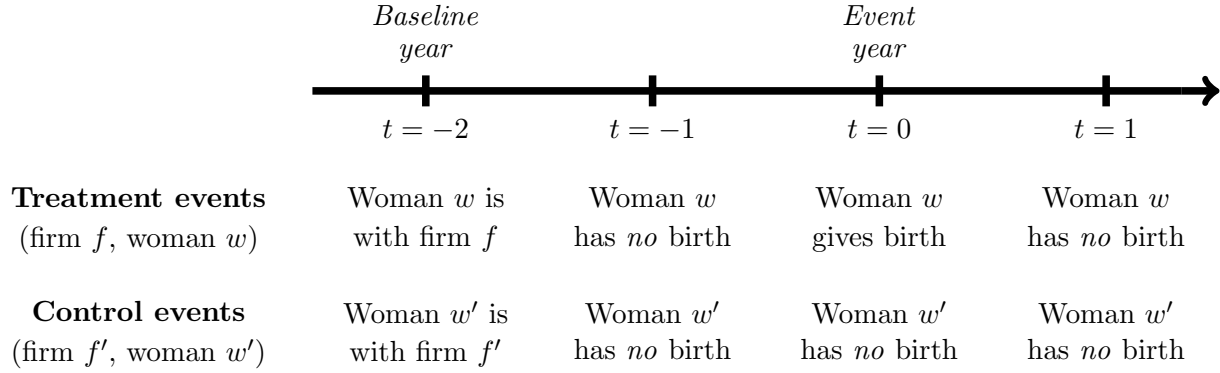 Baseline year
Event year
t = −2
t = −1
t = 0
t = 1
Treatment events
(firm f, woman w)
Woman w is
with firm f
Woman w
has no birth
Woman w
gives birth
Woman w
has no birth
Control events
(firm f′, woman w′)
Woman w′ is
with firm f′
Woman w′
has no birth
Woman w′
has no birth
Woman w′
has no birth